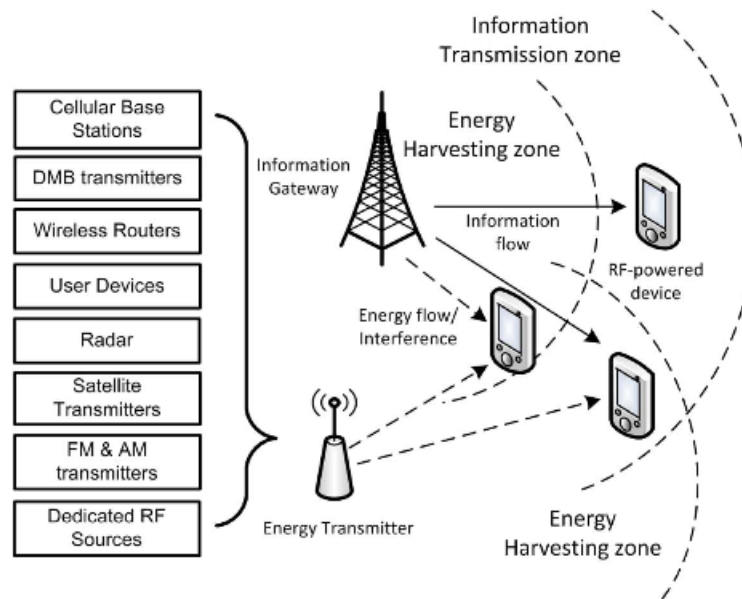 Cellular Base
Stations
DMB transmitters
Wireless Routers
User Devices
Radar
Satellite
Transmitters
FM & AM
transmitters
Dedicated RF
Sources
Information
Gateway
Energy Transmitter
Information
Transmission zone
Energy
Harvesting zone
Information
flow
RF-powered
device
Energy flow/
Interference
Energy
Harvesting zone